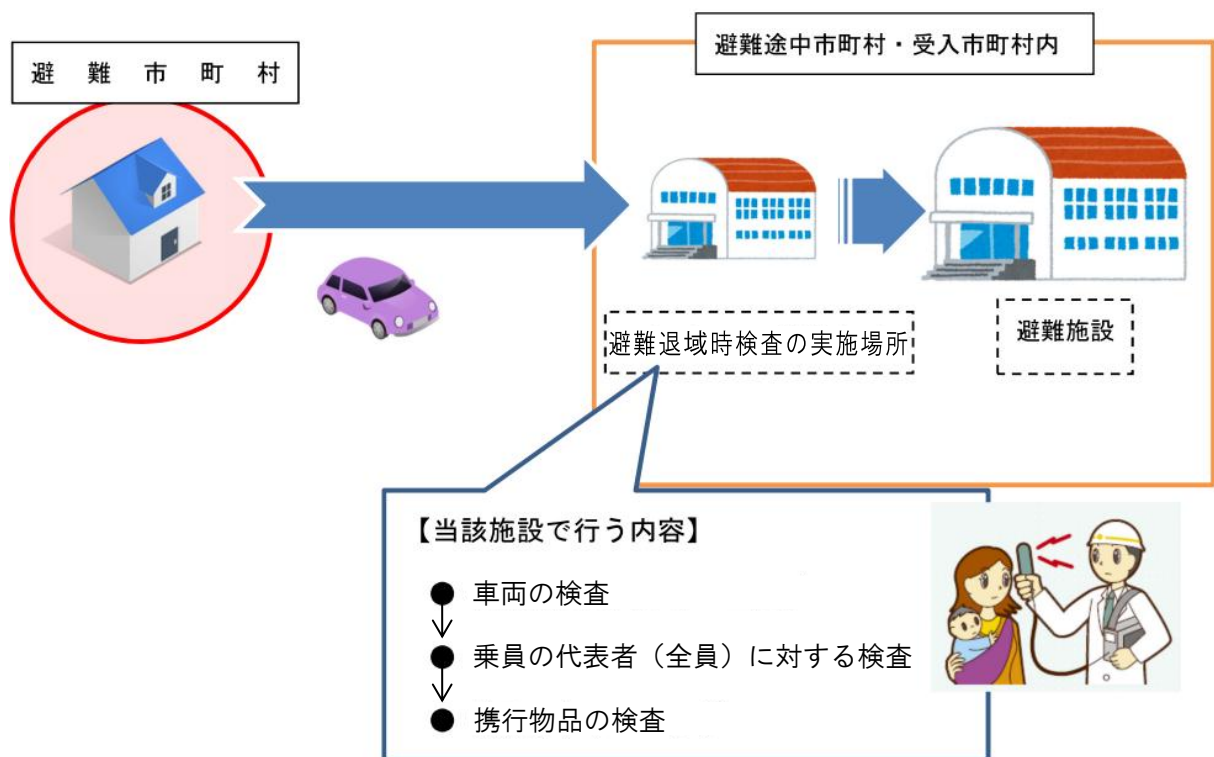 避難市町村
避難途中市町村・受入市町村内
避難退域時検査の実施場所
避難施設
【当該施設で行う内容】
● 車両の検査
● 乗員の代表者（全員）に対する検査
● 携行物品の検査